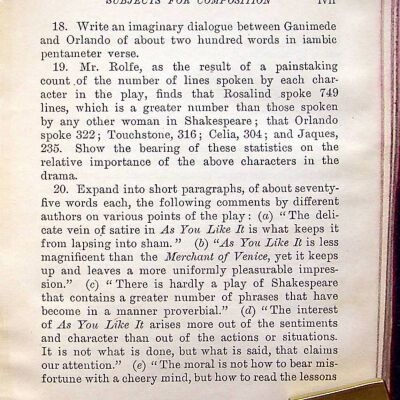 SUBJECTS FOR COMPOSITION lvii
18. Write an imaginary dialogue between Ganimede
and Orlando of about two hundred words in iambic
pentameter verse.
19. Mr. Rolfe, as the result of a painstaking
count of the number of lines spoken by each char-
acter in the play, finds that Rosalind spoke 749
lines, which is a greater number than those spoken
by any other woman in Shakespeare; that Orlando
spoke 322; Touchstone, 316; Celia, 304; and Jaques,
235. Show the bearing of these statistics on the
relative importance of the above characters in the
drama.
20. Expand into short paragraphs, of about seventy-
five words each, the following comments by different
authors on various points of the play: (a) "The deli-
cate vein of satire in As You Like It is what keeps it
from lapsing into sham." (b) "As You Like It is less
magnificent than the Merchant of Venice, yet it keeps
up and leaves a more uniformly pleasurable impres-
sion." (c) "There is hardly a play of Shakespeare
that contains a greater number of phrases that have
become in a manner proverbial." (d) "The interest
of As You Like It arises more out of the sentiments
and character than out of the actions or situations.
It is not what is done, but what is said, that claims
our attention." (e) "The moral is not how to bear mis-
fortune with a cheery mind, but how to read the lessons